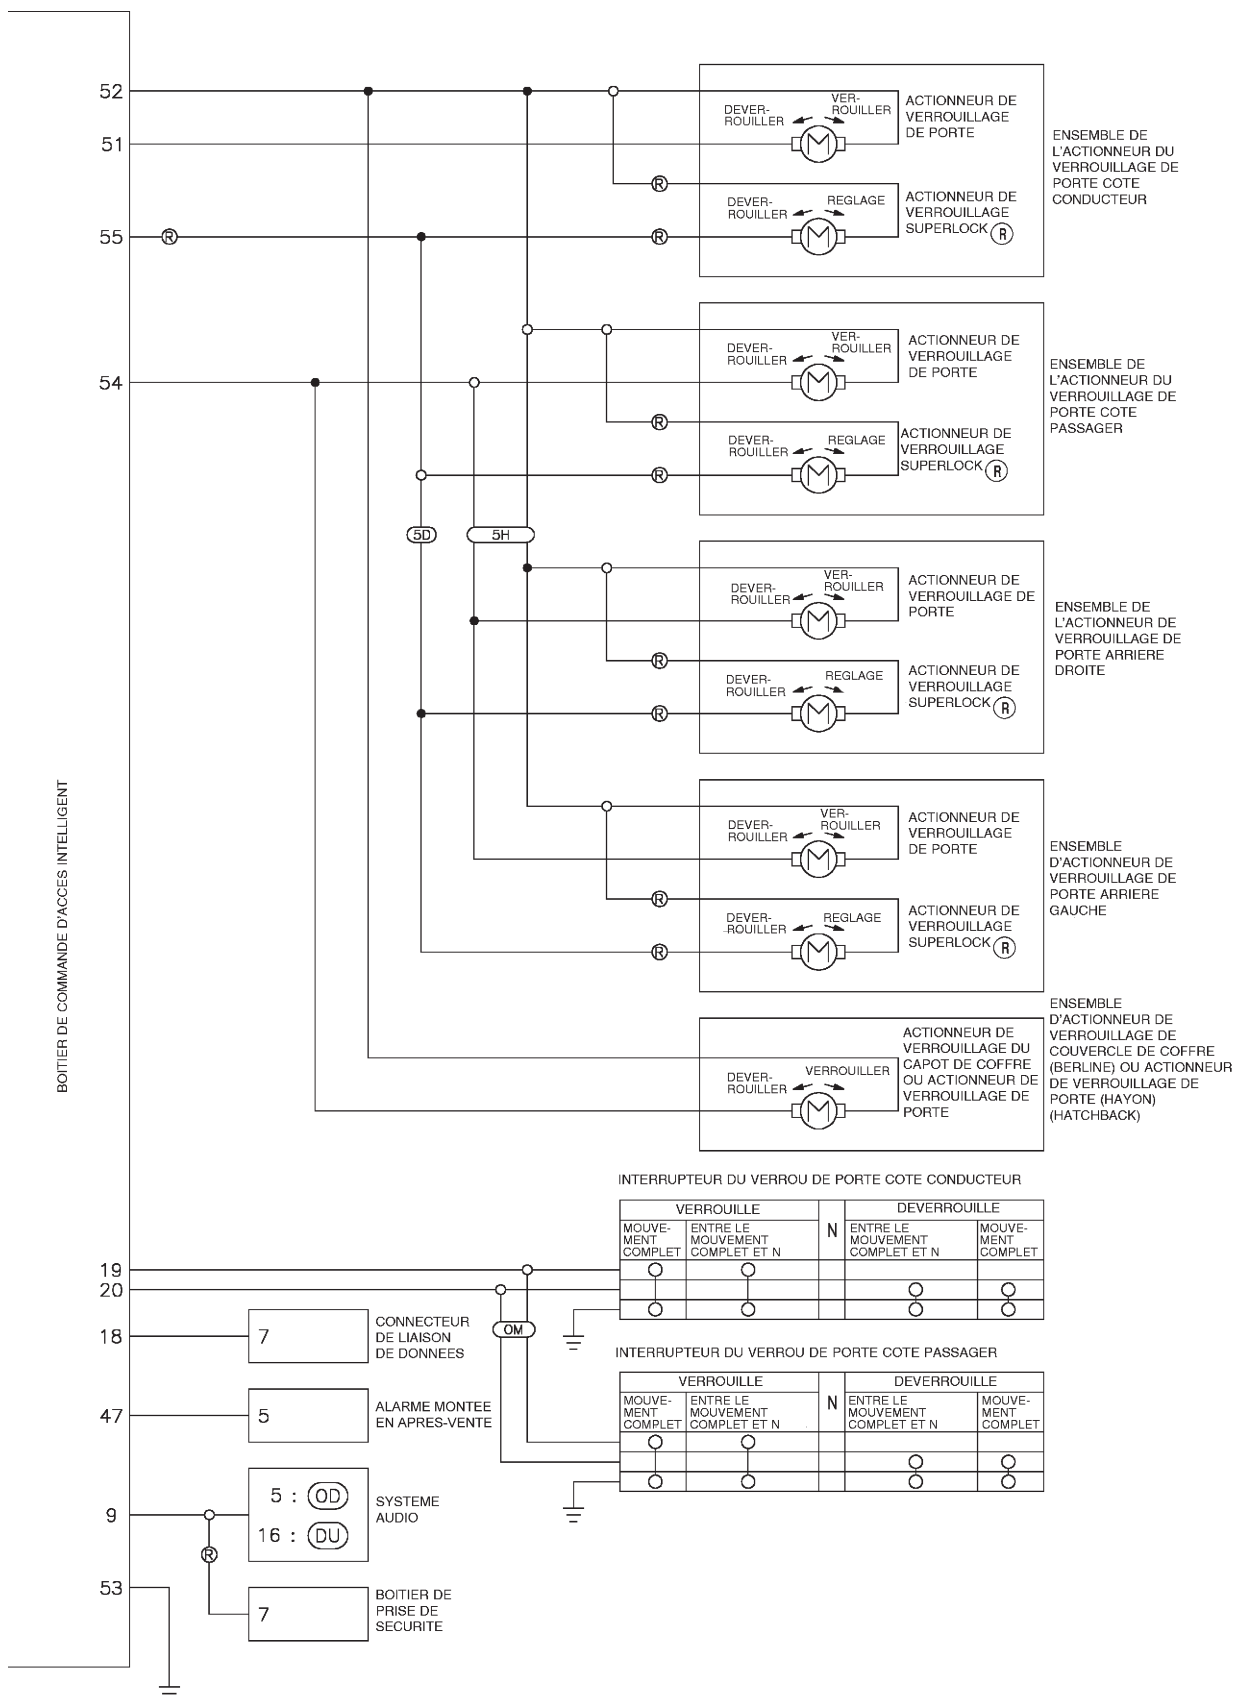 52
DEVER-
ROUILLER
VER-
ROUILLER
ACTIONNEUR DE
VERROUILLAGE
DE PORTE
51
R
DEVER-
ROUILLER
REGLAGE
ACTIONNEUR DE
VERROUILLAGE
SUPERLOCK R
55
R
R
ENSEMBLE DE
L'ACTIONNEUR DU
VERROUILLAGE DE
PORTE COTE
CONDUCTEUR
DEVER-
ROUILLER
VER-
ROUILLER
ACTIONNEUR DE
VERROUILLAGE
DE PORTE
54
R
DEVER-
ROUILLER
REGLAGE
ACTIONNEUR DE
VERROUILLAGE
SUPERLOCK R
R
ENSEMBLE DE
L'ACTIONNEUR DU
VERROUILLAGE DE
PORTE COTE
PASSAGER
5D
5H
DEVER-
ROUILLER
VER-
ROUILLER
ACTIONNEUR DE
VERROUILLAGE DE
PORTE
R
DEVER-
ROUILLER
REGLAGE
ACTIONNEUR DE
VERROUILLAGE
SUPERLOCK R
R
ENSEMBLE DE
L'ACTIONNEUR DE
VERROUILLAGE DE
PORTE ARRIERE
DROITE
BOITIER DE COMMANDE D'ACCES INTELLIGENT
DEVER-
ROUILLER
VER-
ROUILLER
ACTIONNEUR DE
VERROUILLAGE
DE PORTE
R
DEVER-
ROUILLER
REGLAGE
ACTIONNEUR DE
VERROUILLAGE
SUPERLOCK R
R
ENSEMBLE
D'ACTIONNEUR DE
VERROUILLAGE DE
PORTE ARRIERE
GAUCHE
DEVER-
ROUILLER
VERROUILLER
ACTIONNEUR DE
VERROUILLAGE DU
CAPOT DE COFFRE
OU ACTIONNEUR DE
VERROUILLAGE DE
PORTE
ENSEMBLE
D'ACTIONNEUR DE
VERROUILLAGE DE
COUVERCLE DE COFFRE
(BERLINE) OU ACTIONNEUR
DE VERROUILLAGE DE
PORTE (HAYON)
(HATCHBACK)
INTERRUPTEUR DU VERROU DE PORTE COTE CONDUCTEUR
VERROUILLE
N
DEVERROUILLE
MOUVE-
MENT
COMPLET
ENTRE LE
MOUVEMENT
COMPLET ET N
ENTRE LE
MOUVEMENT
COMPLET ET N
MOUVE-
MENT
COMPLET
19
20
OM
18
7
CONNECTEUR
DE LIAISON
DE DONNEES
INTERRUPTEUR DU VERROU DE PORTE COTE PASSAGER
VERROUILLE
N
DEVERROUILLE
MOUVE-
MENT
COMPLET
ENTRE LE
MOUVEMENT
COMPLET ET N
ENTRE LE
MOUVEMENT
COMPLET ET N
MOUVE-
MENT
COMPLET
47
5
ALARME MONTEE
EN APRES-VENTE
9
5 : OD
16 : DU
SYSTEME
AUDIO
R
53
7
BOITIER DE
PRISE DE
SECURITE